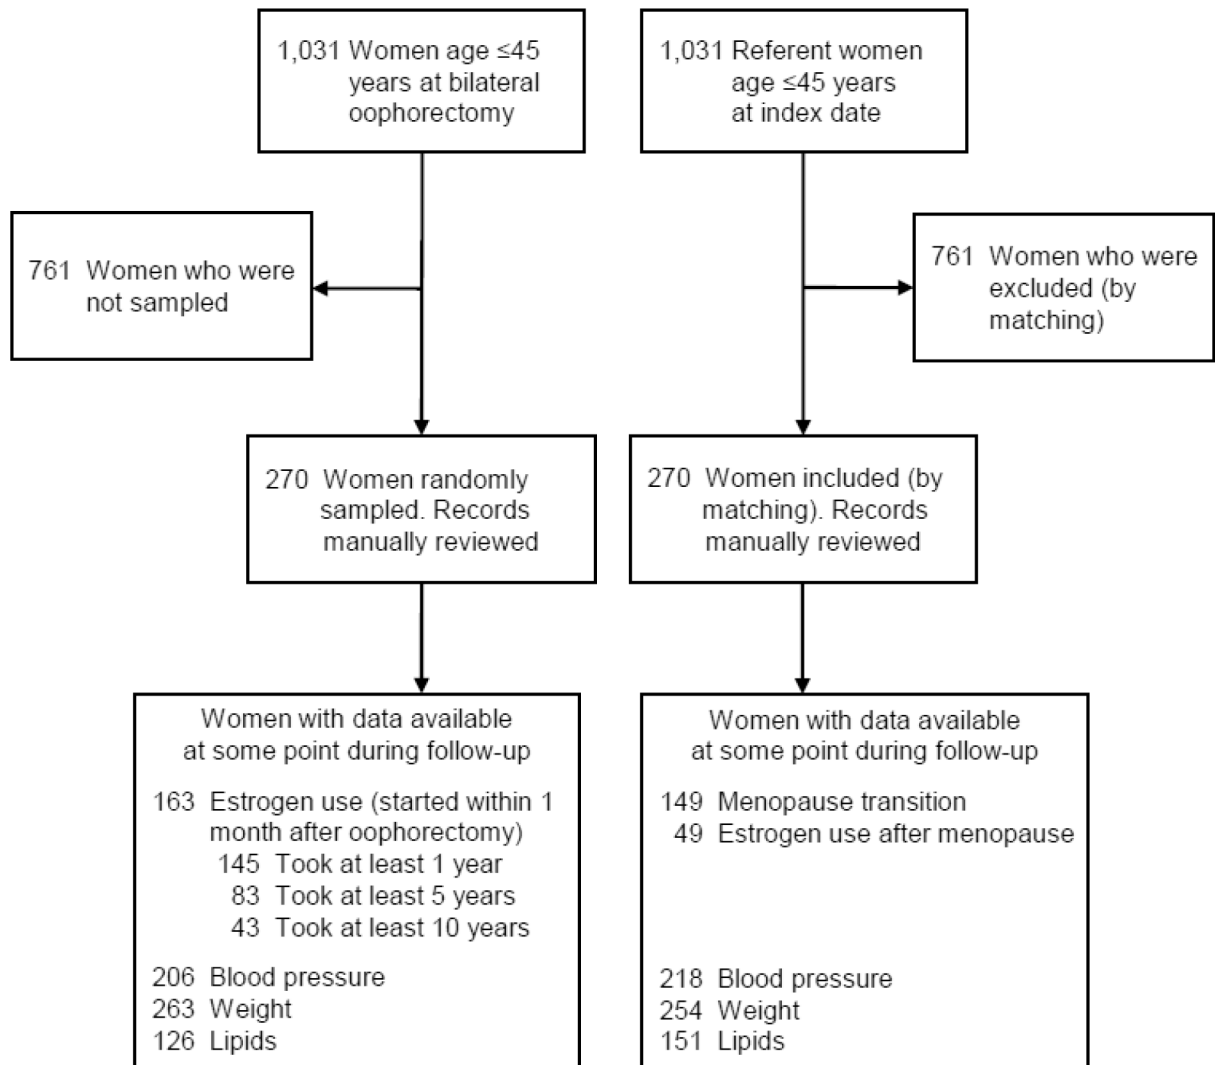 1,031 Women age ≤45
years at bilateral
oophorectomy
1,031 Referent women
age ≤45 years
at index date
761 Women who were
not sampled
761 Women who were
excluded (by
matching)
270 Women randomly
sampled. Records
manually reviewed
270 Women included (by
matching). Records
manually reviewed
Women with data available
at some point during follow-up
163 Estrogen use (started within 1
month after oophorectomy)
145 Took at least 1 year
83 Took at least 5 years
43 Took at least 10 years
206 Blood pressure
263 Weight
126 Lipids
Women with data available
at some point during follow-up
149 Menopause transition
49 Estrogen use after menopause
218 Blood pressure
254 Weight
151 Lipids